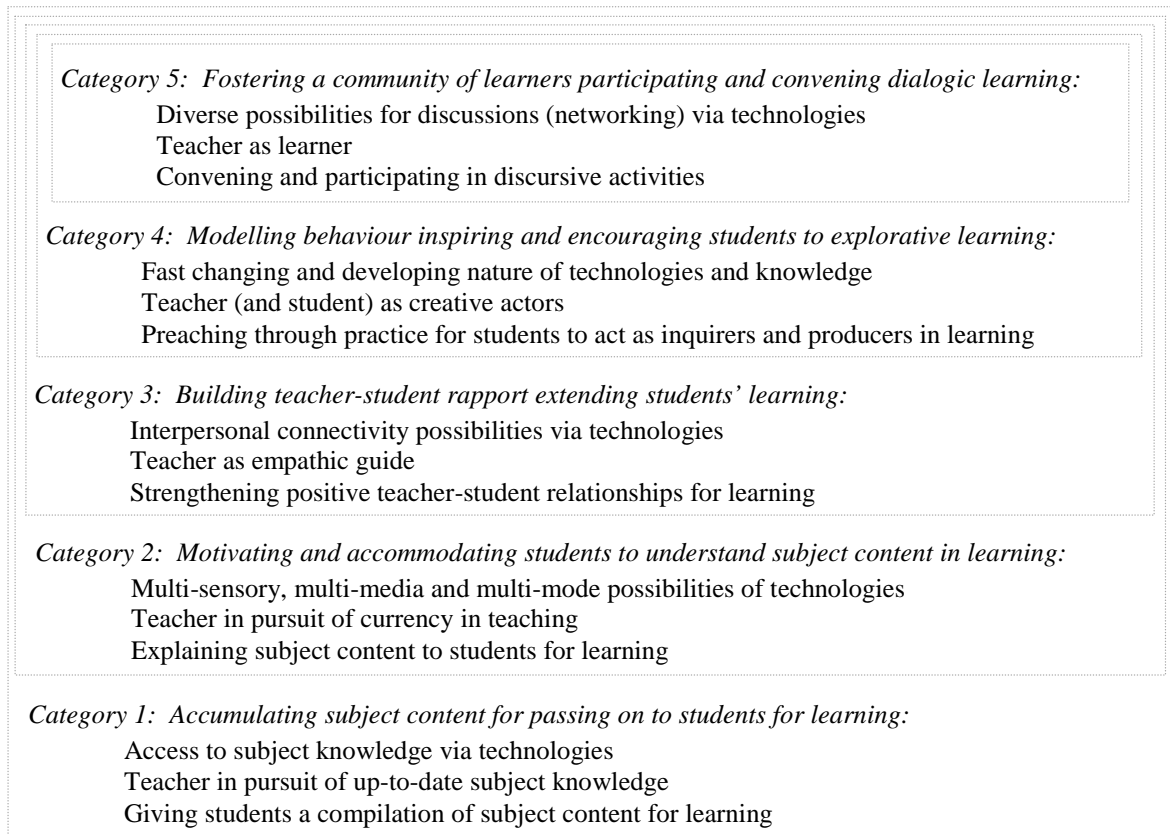 Category 5:  Fostering a community of learners participating and convening dialogic learning:
Diverse possibilities for discussions (networking) via technologies
Teacher as learner
Convening and participating in discursive activities
Category 4:  Modelling behaviour inspiring and encouraging students to explorative learning:
Fast changing and developing nature of technologies and knowledge
Teacher (and student) as creative actors
Preaching through practice for students to act as inquirers and producers in learning
Category 3:  Building teacher-student rapport extending students’ learning:
Interpersonal connectivity possibilities via technologies
Teacher as empathic guide
Strengthening positive teacher-student relationships for learning
Category 2:  Motivating and accommodating students to understand subject content in learning:
Multi-sensory, multi-media and multi-mode possibilities of technologies
Teacher in pursuit of currency in teaching
Explaining subject content to students for learning
Category 1:  Accumulating subject content for passing on to students for learning:
Access to subject knowledge via technologies
Teacher in pursuit of up-to-date subject knowledge
Giving students a compilation of subject content for learning